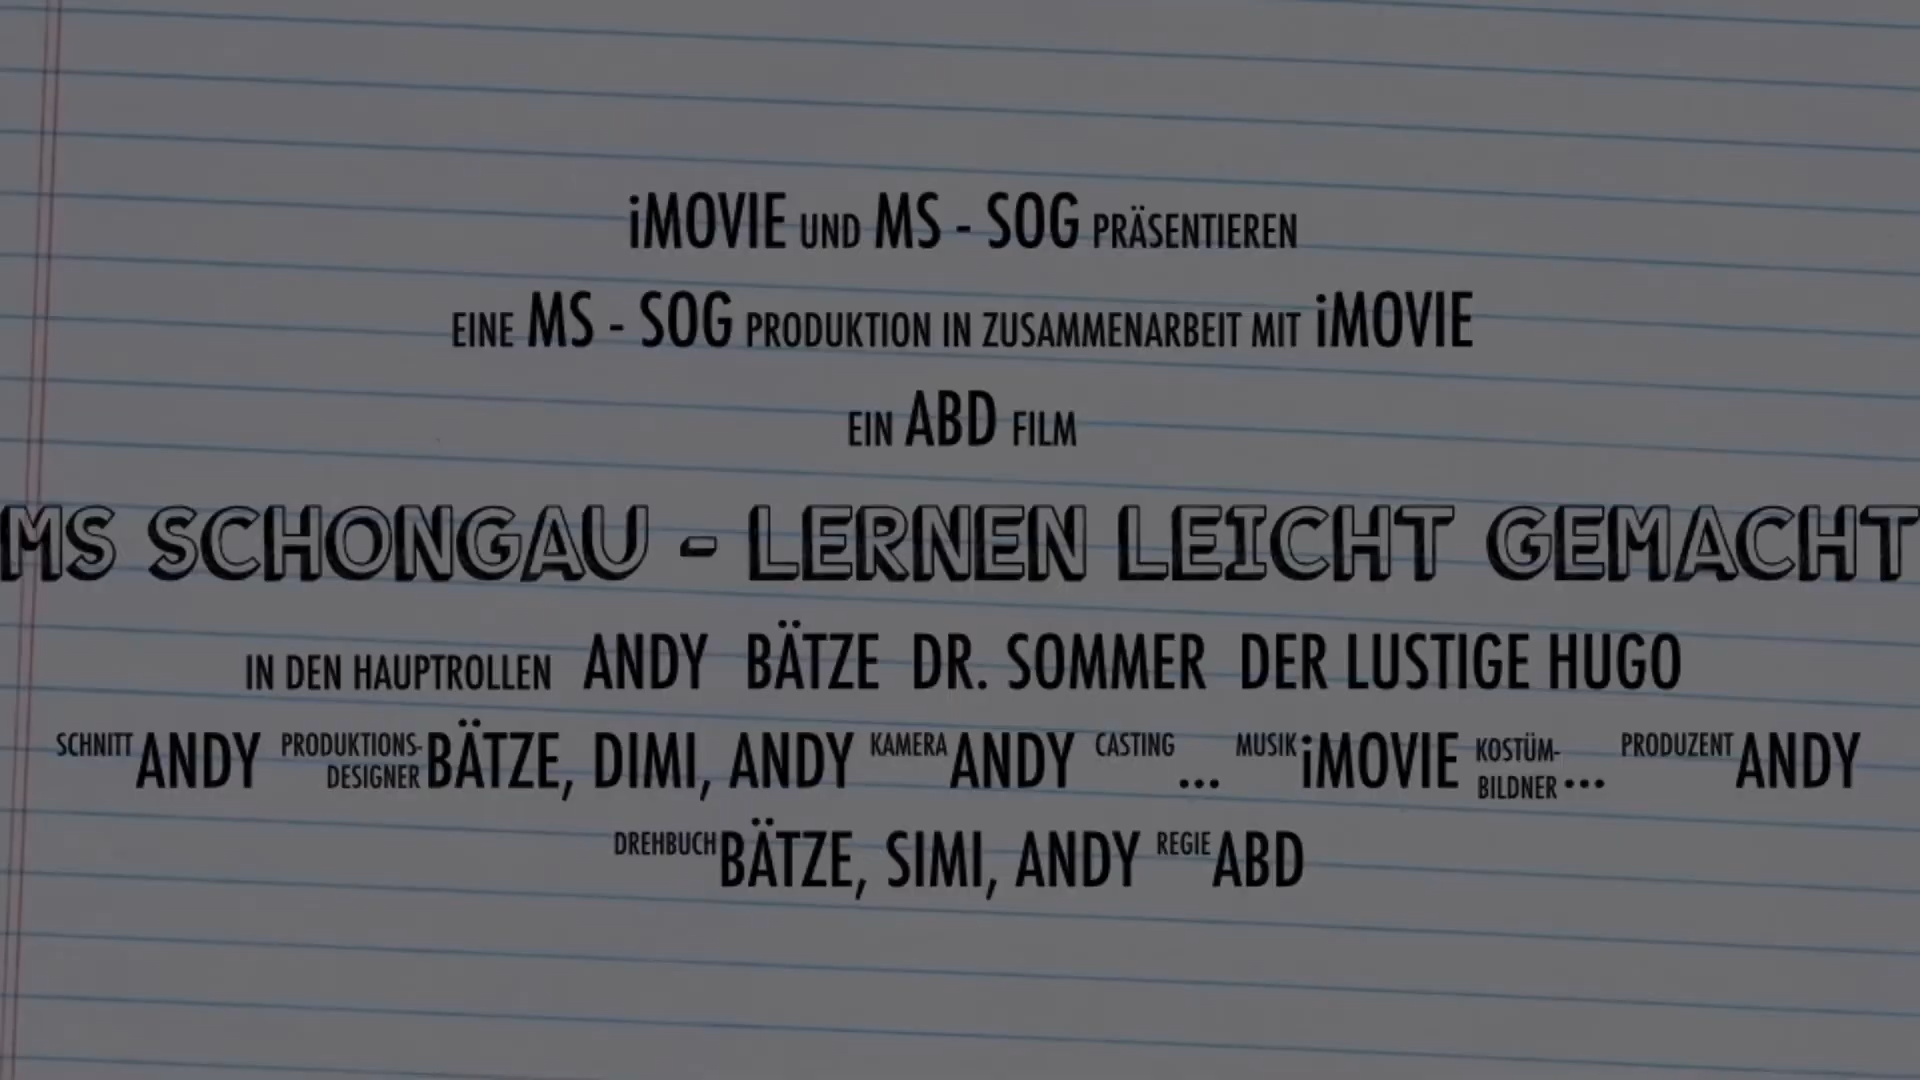 iMOVIE UND MS - SOG PRÄSENTIEREN
EINE MS - SOG PRODUKTION IN ZUSAMMENARBEIT MIT iMOVIE
EIN ABD FILM
MS SCHONGAU - LERNEN LEICHT GEMACHT
IN DEN HAUPTROLLEN ANDY BÄTZE DR. SOMMER DER LUSTIGE HUGO
SCHNITT ANDY PRODUKTIONS-DESIGNER BÄTZE, DIMI, ANDY KAMERA ANDY CASTING ... MUSIK iMOVIE KOSTÜM-BILDNER ... PRODUZENT ANDY
DREHBUCH BÄTZE, SIMI, ANDY REGIE ABD